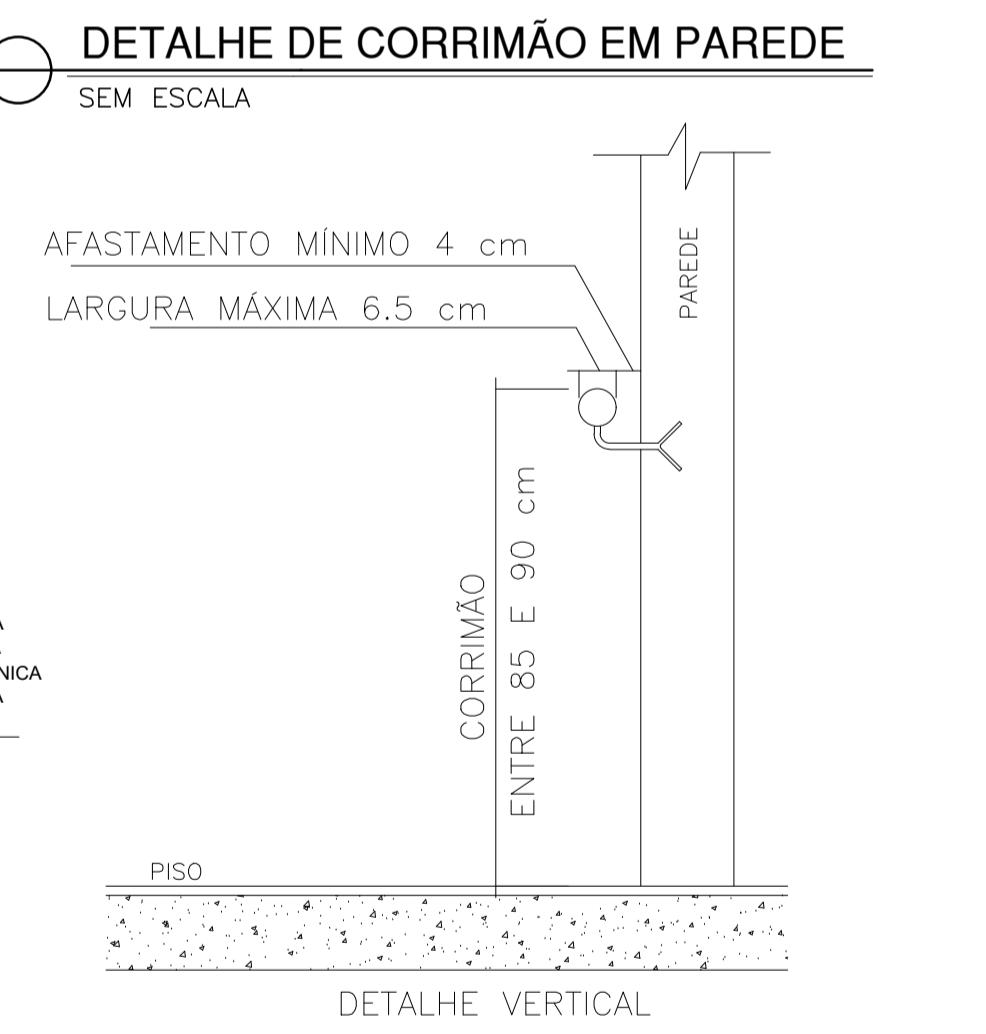 DETALHE DE CORRIMÃO EM PAREDE
SEM ESCALA
AFASTAMENTO MÍNIMO 4 cm
LARGURA MÁXIMA 6.5 cm
PAREDE
CORRIMÃO
ENTRE 85 E 90 cm
PISO
DETALHE VERTICAL